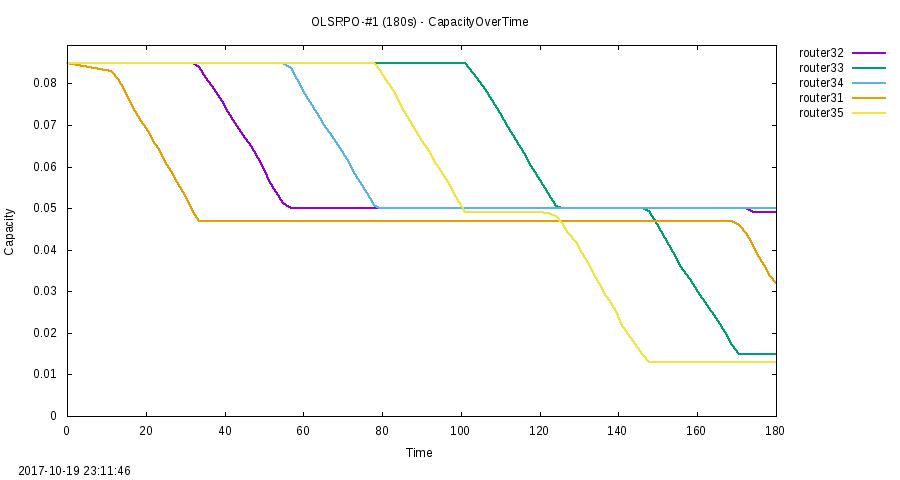 OLSRPO-#1 (180s) - CapacityOverTime
router32
router33
router34
router31
router35
0.08
0.07
0.06
0.05
0.04
0.03
0.02
0.01
0
Capacity
0 20 40 60 80 100 120 140 160 180
Time
2017-10-19 23:11:46